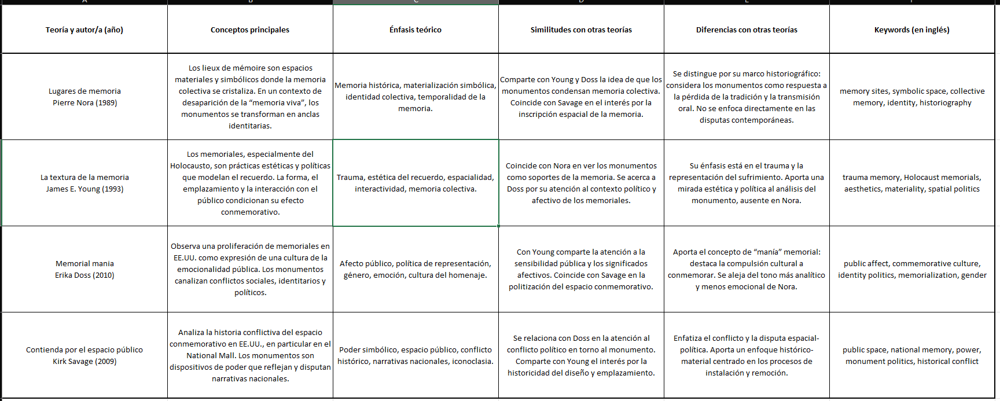 A B C D E F
Teoría y autor/a (año)
Conceptos principales
Énfasis teórico
Similitudes con otras teorías
Diferencias con otras teorías
Keywords (en inglés)
Lugares de memoria
Pierre Nora (1989)
Los lieux de mémoire son espacios
materiales y simbólicos donde la memoria
colectiva se cristaliza. En un contexto de
desaparición de la “memoria viva”, los
monumentos se transforman en anclas
identitarias.
Memoria histórica, materialización simbólica,
identidad colectiva, temporalidad de la
memoria.
Comparte con Young y Doss la idea de que los
monumentos condensan memoria colectiva.
Coincide con Savage en el interés por la
inscripción espacial de la memoria.
Se distingue por su marco historiográfico:
considera los monumentos como respuesta a
la pérdida de la tradición y la transmisión
oral. No se enfoca directamente en las
disputas contemporáneas.
memory sites, symbolic space, collective
memory, identity, historiography
La textura de la memoria
James E. Young (1993)
Los memoriales, especialmente del
Holocausto, son prácticas estéticas y políticas
que modelan el recuerdo. La forma, el
emplazamiento y la interacción con el
público condicionan su efecto
conmemorativo.
Trauma, estética del recuerdo, espacialidad,
interactividad, memoria colectiva.
Coincide con Nora en ver los monumentos
como soportes de la memoria. Se acerca a
Doss por su atención al contexto político y
afectivo de los memoriales.
Su énfasis está en el trauma y la
representación del sufrimiento. Aporta una
mirada estética y política al análisis del
monumento, ausente en Nora.
trauma memory, Holocaust memorials,
aesthetics, materiality, spatial politics
Memorial mania
Erika Doss (2010)
Observa una proliferación de memoriales en
EE.UU. como expresión de una cultura de la
emocionalidad pública. Los monumentos
canalizan conflictos sociales, identitarios y
políticos.
Afecto público, política de representación,
género, emoción, cultura del homenaje.
Con Young comparte la atención a la
sensibilidad pública y los significados
afectivos. Coincide con Savage en la
politización del espacio conmemorativo.
Aporta el concepto de “manía” memorial:
destaca la compulsión cultural a
conmemorar. Se aleja del tono más analítico
y menos emocional de Nora.
public affect, commemorative culture,
identity politics, memorialization, gender
Contienda por el espacio público
Kirk Savage (2009)
Analiza la historia conflictiva del espacio
conmemorativo en EE.UU., en particular en el
National Mall. Los monumentos son
dispositivos de poder que reflejan y disputan
narrativas nacionales.
Poder simbólico, espacio público, conflicto
histórico, narrativas nacionales, iconoclasia.
Se relaciona con Doss en la atención al
conflicto político en torno al monumento.
Comparte con Young el interés por la
historicidad del diseño y emplazamiento.
Enfatiza el conflicto y la disputa espacial-
política. Aporta un enfoque histórico-
material centrado en los procesos de
instalación y remoción.
public space, national memory, power,
monument politics, historical conflict